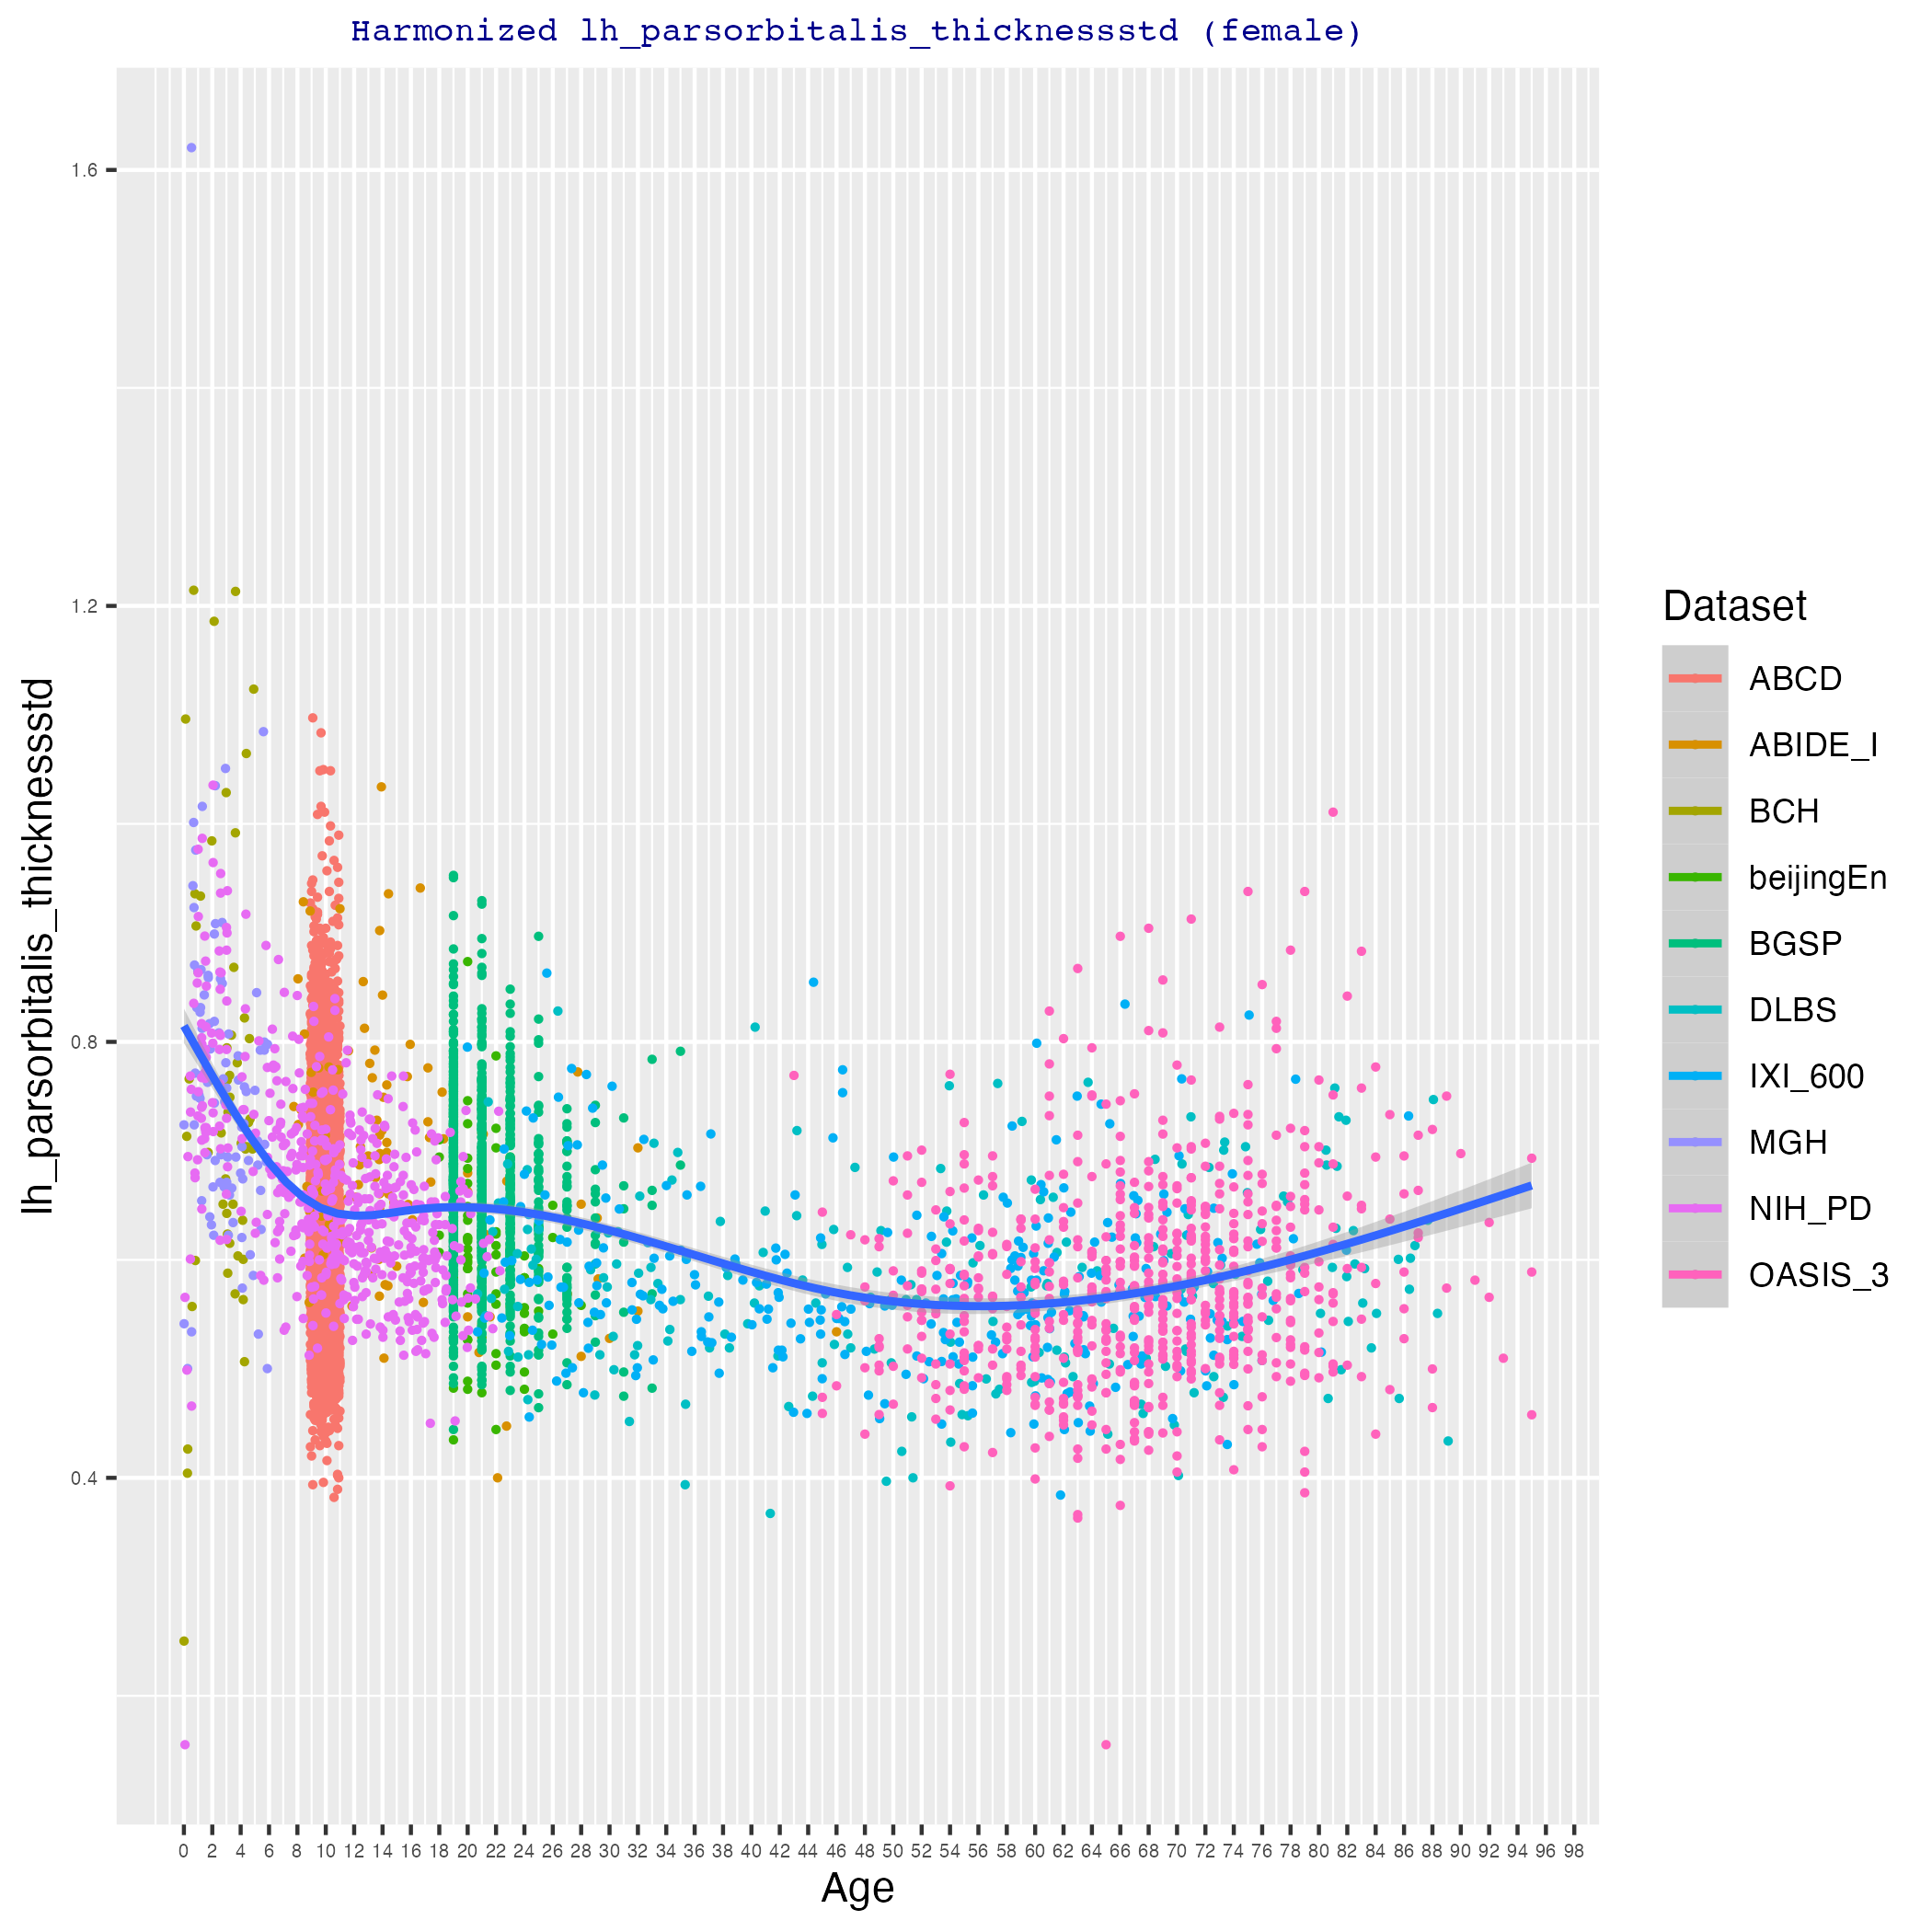 Harmonized lh_parsorbitalis_thicknessstd (female)
1.6
1.2
0.8
0.4
lh_parsorbitalis_thicknessstd
0 2 4 6 8 10 12 14 16 18 20 22 24 26 28 30 32 34 36 38 40 42 44 46 48 50 52 54 56 58 60 62 64 66 68 70 72 74 76 78 80 82 84 86 88 90 92 94 96 98
Age
Dataset
ABCD
ABIDE_I
BCH
beijingEn
BGSP
DLBS
IXI_600
MGH
NIH_PD
OASIS_3